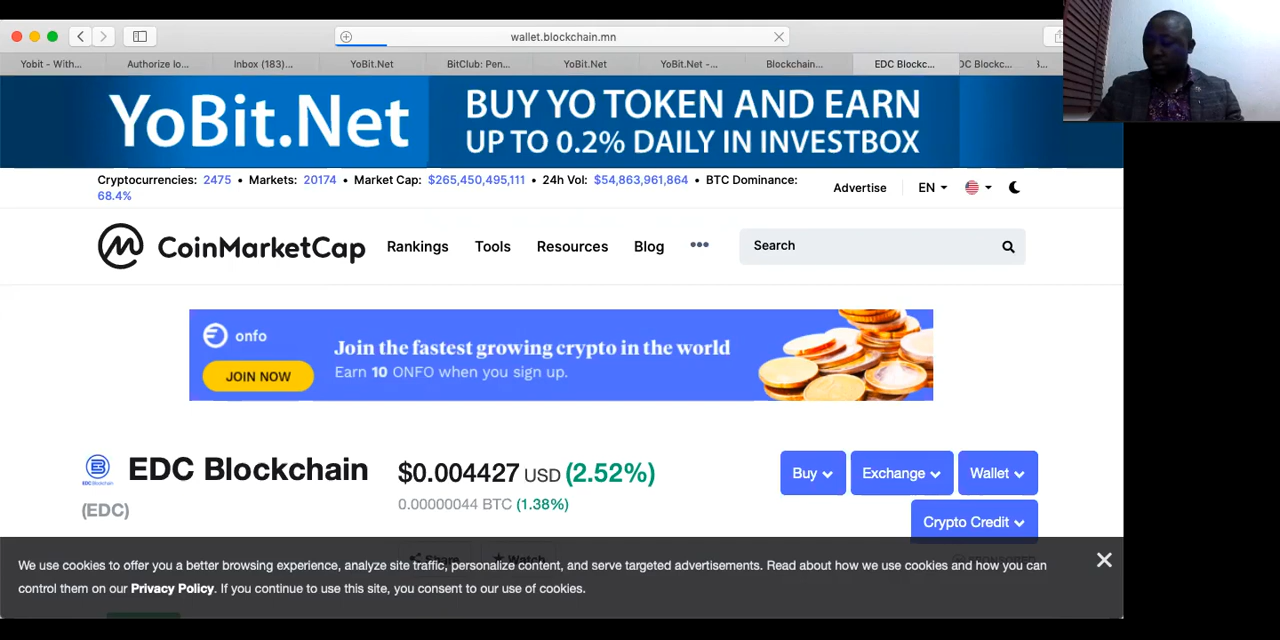 wallet.blockchain.mn
Yobit - With... Authorize lo... Inbox (183)... YoBit.Net BitClub: Pen... YoBit.Net YoBit.Net -... Blockchain... EDC Blockc... DC Blockc... B...
YoBit.Net
BUY YO TOKEN AND EARN
UP TO 0.2% DAILY IN INVESTBOX
Cryptocurrencies: 2475 • Markets: 20174 • Market Cap: $265,450,495,111 • 24h Vol: $54,863,961,864 • BTC Dominance:
68.4%
Advertise EN
CoinMarketCap Rankings Tools Resources Blog ••• Search
onfo
JOIN NOW
Join the fastest growing crypto in the world
Earn 10 ONFO when you sign up.
EDC Blockchain
(EDC)
$0.004427 USD (2.52%)
0.00000044 BTC (1.38%)
Buy Exchange Wallet
Crypto Credit
Share Watch
SPONSORED
We use cookies to offer you a better browsing experience, analyze site traffic, personalize content, and serve targeted advertisements. Read about how we use cookies and how you can
control them on our Privacy Policy. If you continue to use this site, you consent to our use of cookies.